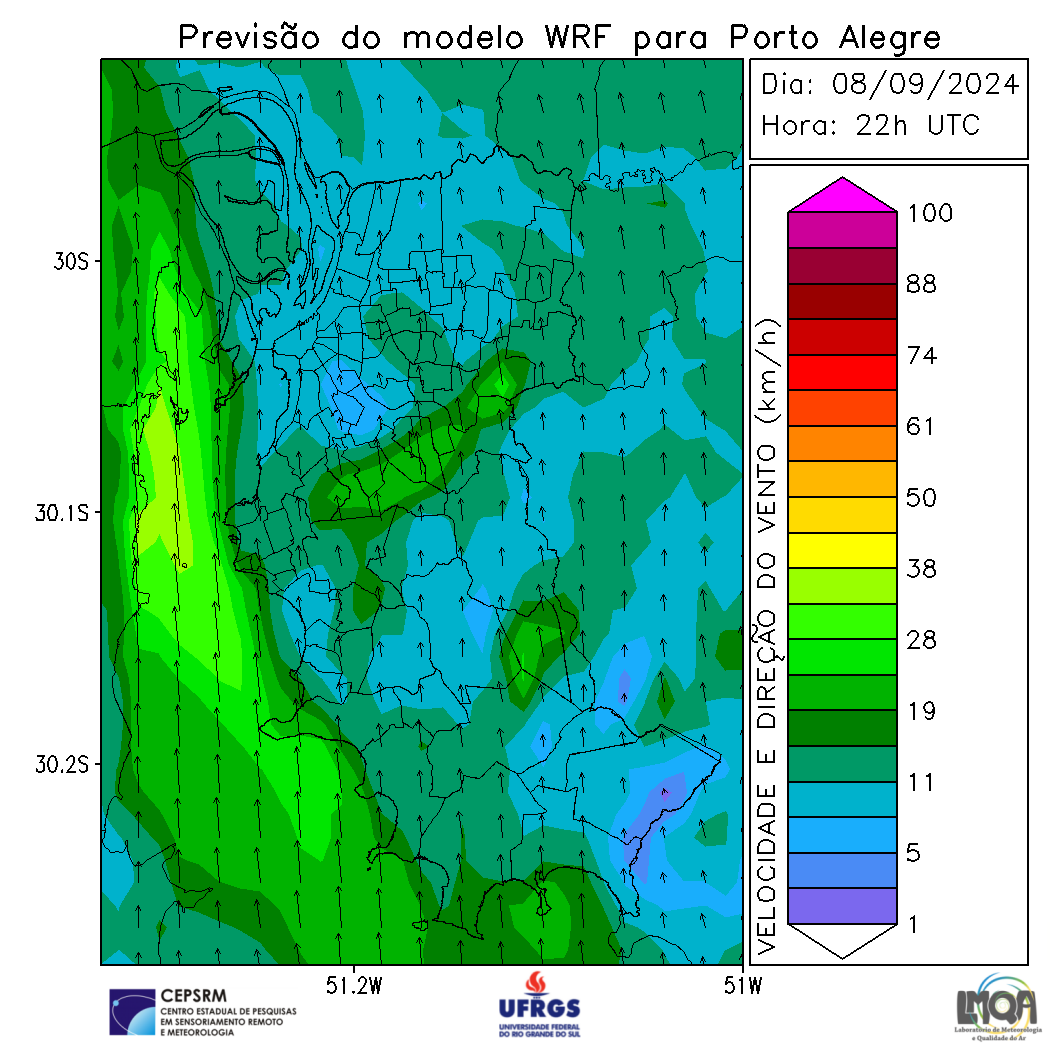 Previsão do modelo WRF para Porto Alegre
Dia: 08/09/2024
Hora: 22h UTC
30S
30.1S
30.2S
51.2W
51W
VELOCIDADE E DIREÇÃO DO VENTO (km/h)
100
88
74
61
50
38
28
19
11
5
1
CEPSRM
CENTRO ESTADUAL DE PESQUISAS
EM SENSORIAMENTO REMOTO
E METEOROLOGIA
UFRGS
UNIVERSIDADE FEDERAL
DO RIO GRANDE DO SUL
LMQA
Laboratório de Meteorologia
e Qualidade do Ar